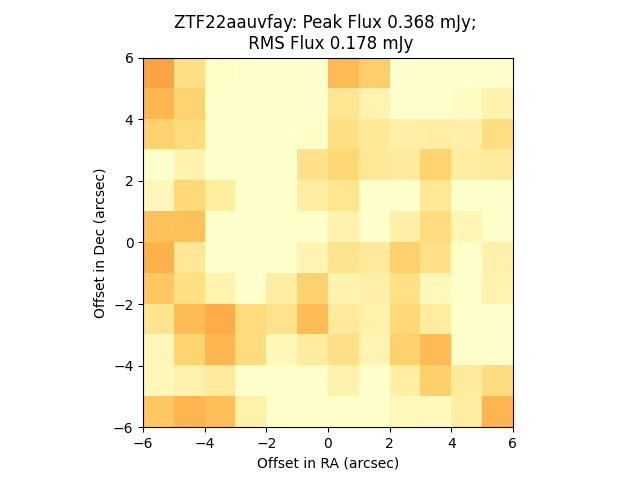 ZTF22aauvfay: Peak Flux 0.368 mJy;
RMS Flux 0.178 mJy
6
4
2
0
−2
−4
−6
Offset in Dec (arcsec)
−6 −4 −2 0 2 4 6
Offset in RA (arcsec)